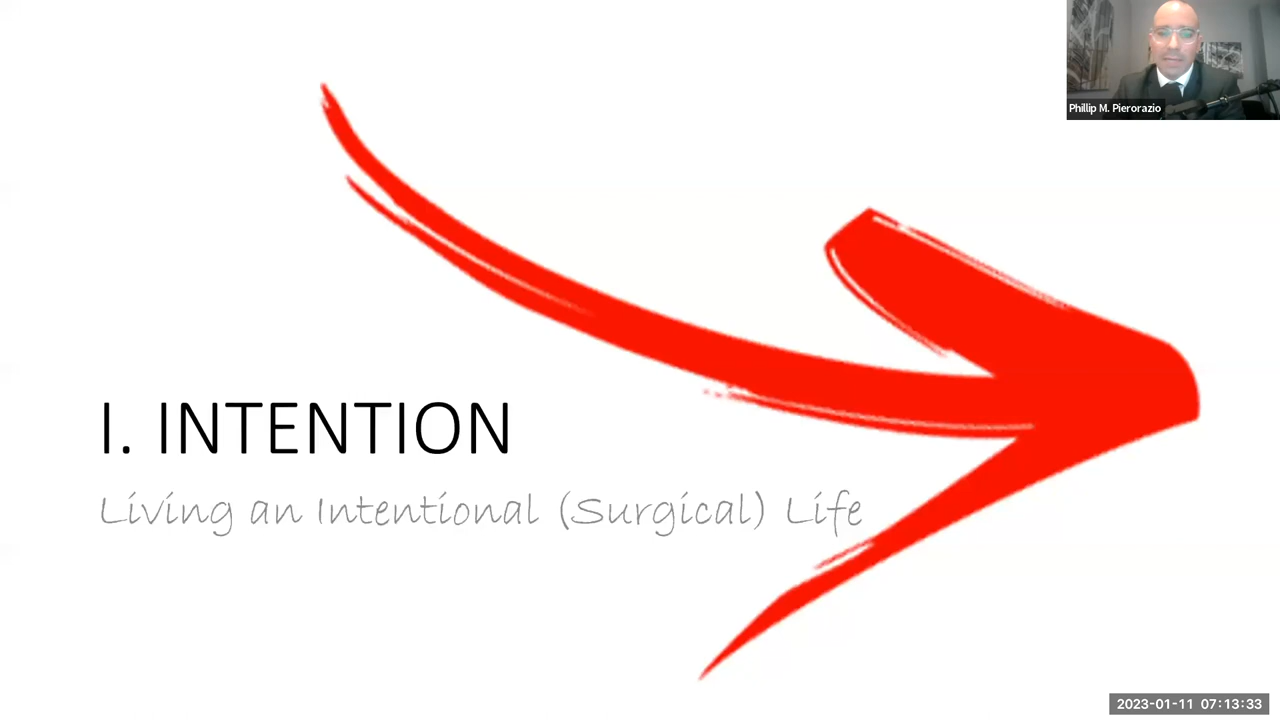 Phillip M. Pierorazio
I. INTENTION
Living an Intentional (Surgical) Life
2023-01-11 07:13:33